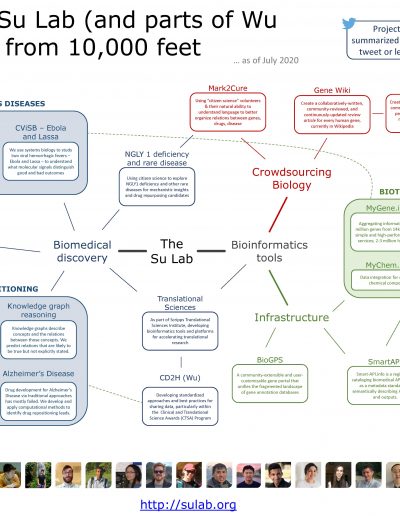 Su Lab (and parts of Wu
from 10,000 feet
... as of July 2020
Project
summarized
tweet or le
S DISEASES
CViSB – Ebola
and Lassa
We use systems biology to study
two viral hemorrhagic fevers -
Ebola and Lassa – to understand
what molecular signals distinguish
good and bad outcomes
NGLY 1 deficiency
and rare disease
Using citizen science to explore
NGLY1 deficiency and other rare
diseases for mechanistic insights
and drug repurposing candidates
Mark2Cure
Using "citizen science" volunteers
& their natural ability to
understand language to better
organize relations between genes,
drugs, disease
Gene Wiki
Create a collaboratively-written,
community-reviewed, and
continuously updated review
article for every human gene,
currently in Wikipedia
Crowdsourcing
Biology
BIOT
MyGene.i
Aggregating informati
million genes from
simple and high-perfor
services,
MyChem.
Data integration for
chemical compo
Biomedical
discovery
The
Su Lab
Bioinformatics
tools
ITIONING
Knowledge graph
reasoning
Knowledge graphs describe
concepts and the relations
between those concepts. We
predict relations that are likely to
be true but not explicitly stated.
Alzheimer's Disease
Drug development for Alzheimer's
Disease via traditional approaches
has mostly failed. We develop and
apply computational methods to
identify drug repositioning leads.
Translational
Sciences
As part of Scripps Translational
Sciences Institute, developing
bioinformatics tools and platforms
for accelerating translational
research
CD2H (Wu)
Developing standardized
approaches and best practices for
sharing data, particularly within
the Clinical and Translational
Science Awards (CTSA) Program
Infrastructure
BioGPS
A community-extensible and user-
customizable gene portal that
unifies the fragmented landscape
of gene annotation databases
SmartAP
Smart-API.info is a regi
cataloging biomedical AP
as a metadata standa
semantically describing
and outputs.
http://sulab.org